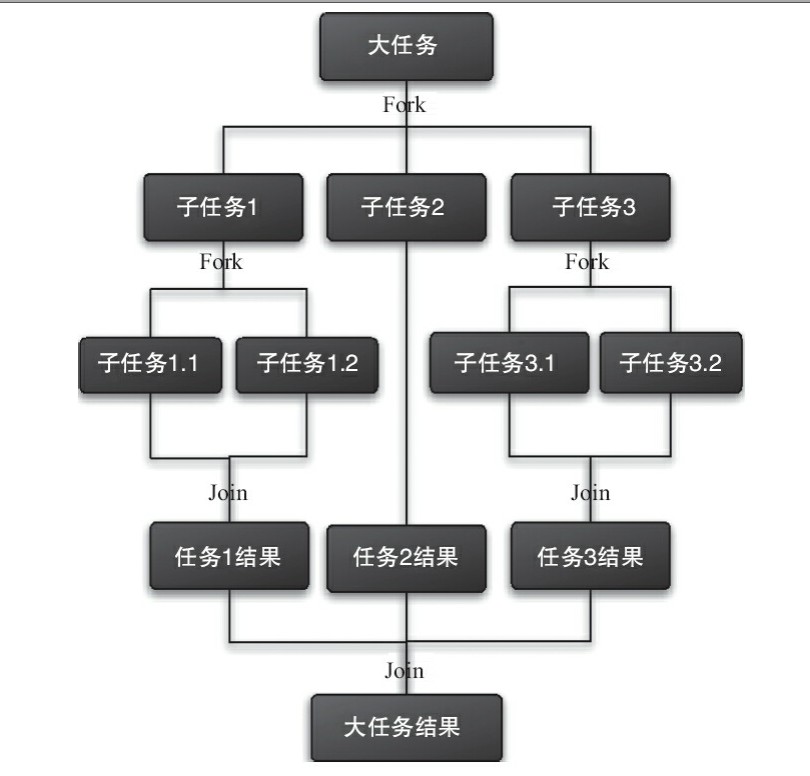 大任务
Fork
子任务1
子任务2
子任务3
Fork
Fork
子任务1.1
子任务1.2
子任务3.1
子任务3.2
Join
Join
任务1结果
任务2结果
任务3结果
Join
大任务结果